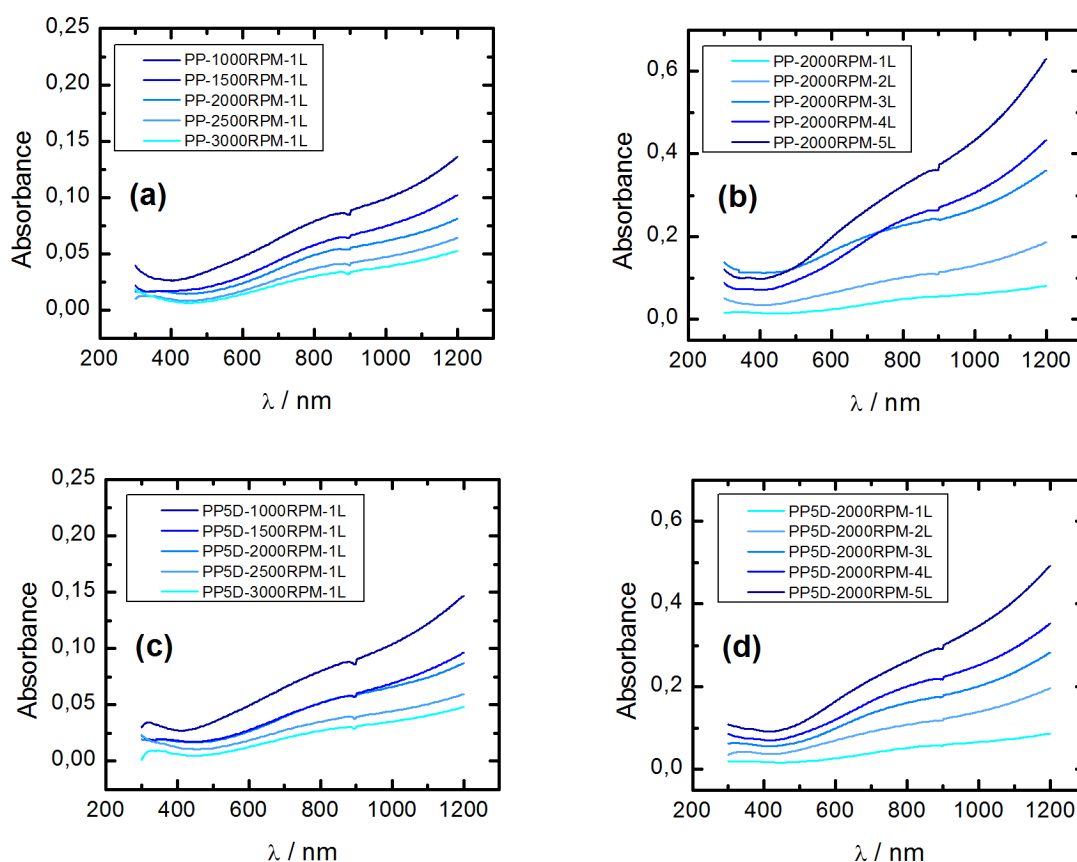 0,25
0,20
0,15
0,10
0,05
0,00
Absorbance
PP-1000RPM-1L
PP-1500RPM-1L
PP-2000RPM-1L
PP-2500RPM-1L
PP-3000RPM-1L
(a)
200 400 600 800 1000 1200
λ / nm
0,6
0,4
0,2
0,0
Absorbance
PP-2000RPM-1L
PP-2000RPM-2L
PP-2000RPM-3L
PP-2000RPM-4L
PP-2000RPM-5L
(b)
200 400 600 800 1000 1200
λ / nm
0,25
0,20
0,15
0,10
0,05
0,00
Absorbance
PP5D-1000RPM-1L
PP5D-1500RPM-1L
PP5D-2000RPM-1L
PP5D-2500RPM-1L
PP5D-3000RPM-1L
(c)
200 400 600 800 1000 1200
λ / nm
0,6
0,4
0,2
0,0
Absorbance
PP5D-2000RPM-1L
PP5D-2000RPM-2L
PP5D-2000RPM-3L
PP5D-2000RPM-4L
PP5D-2000RPM-5L
(d)
200 400 600 800 1000 1200
λ / nm